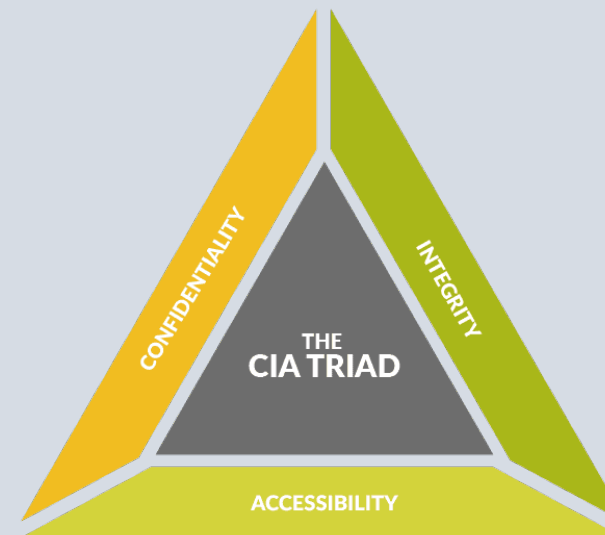 CONFIDENTIALITY
INTEGRITY
THE
CIA TRIAD
ACCESSIBILITY